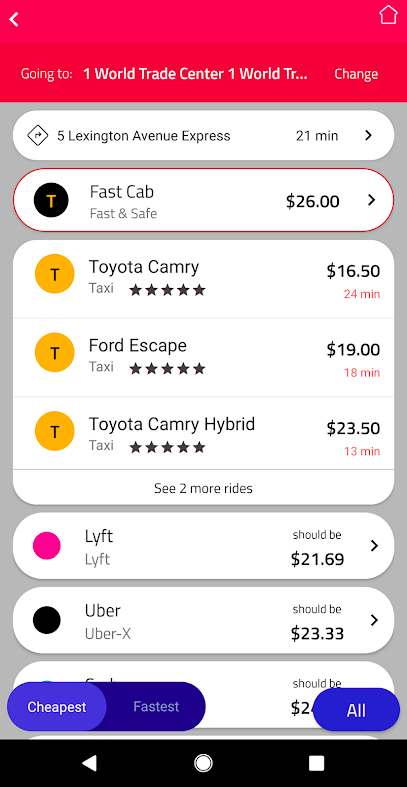 Going to: 1 World Trade Center 1 World Tr... Change
5 Lexington Avenue Express 21 min
T Fast Cab $26.00
Fast & Safe
T Toyota Camry $16.50
Taxi 24 min
T Ford Escape $19.00
Taxi 18 min
T Toyota Camry Hybrid $23.50
Taxi 13 min
See 2 more rides
Lyft should be
Lyft $21.69
Uber should be
Uber-X $23.33
should be
Cheapest Fastest All